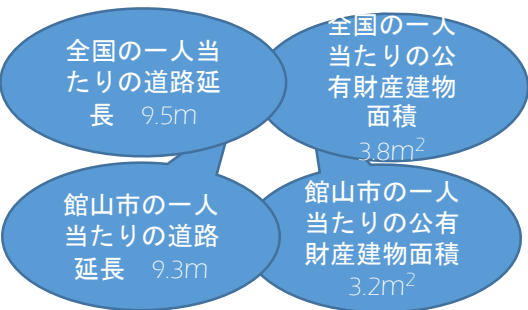 全国の一人当
たりの道路延
長　9.5m
全国の一人
当たりの公
有財産建物
面積
3.8m²
館山市の一人
当たりの道路
延長　9.3m
館山市の一人
当たりの公有
財産建物面積
3.2m²